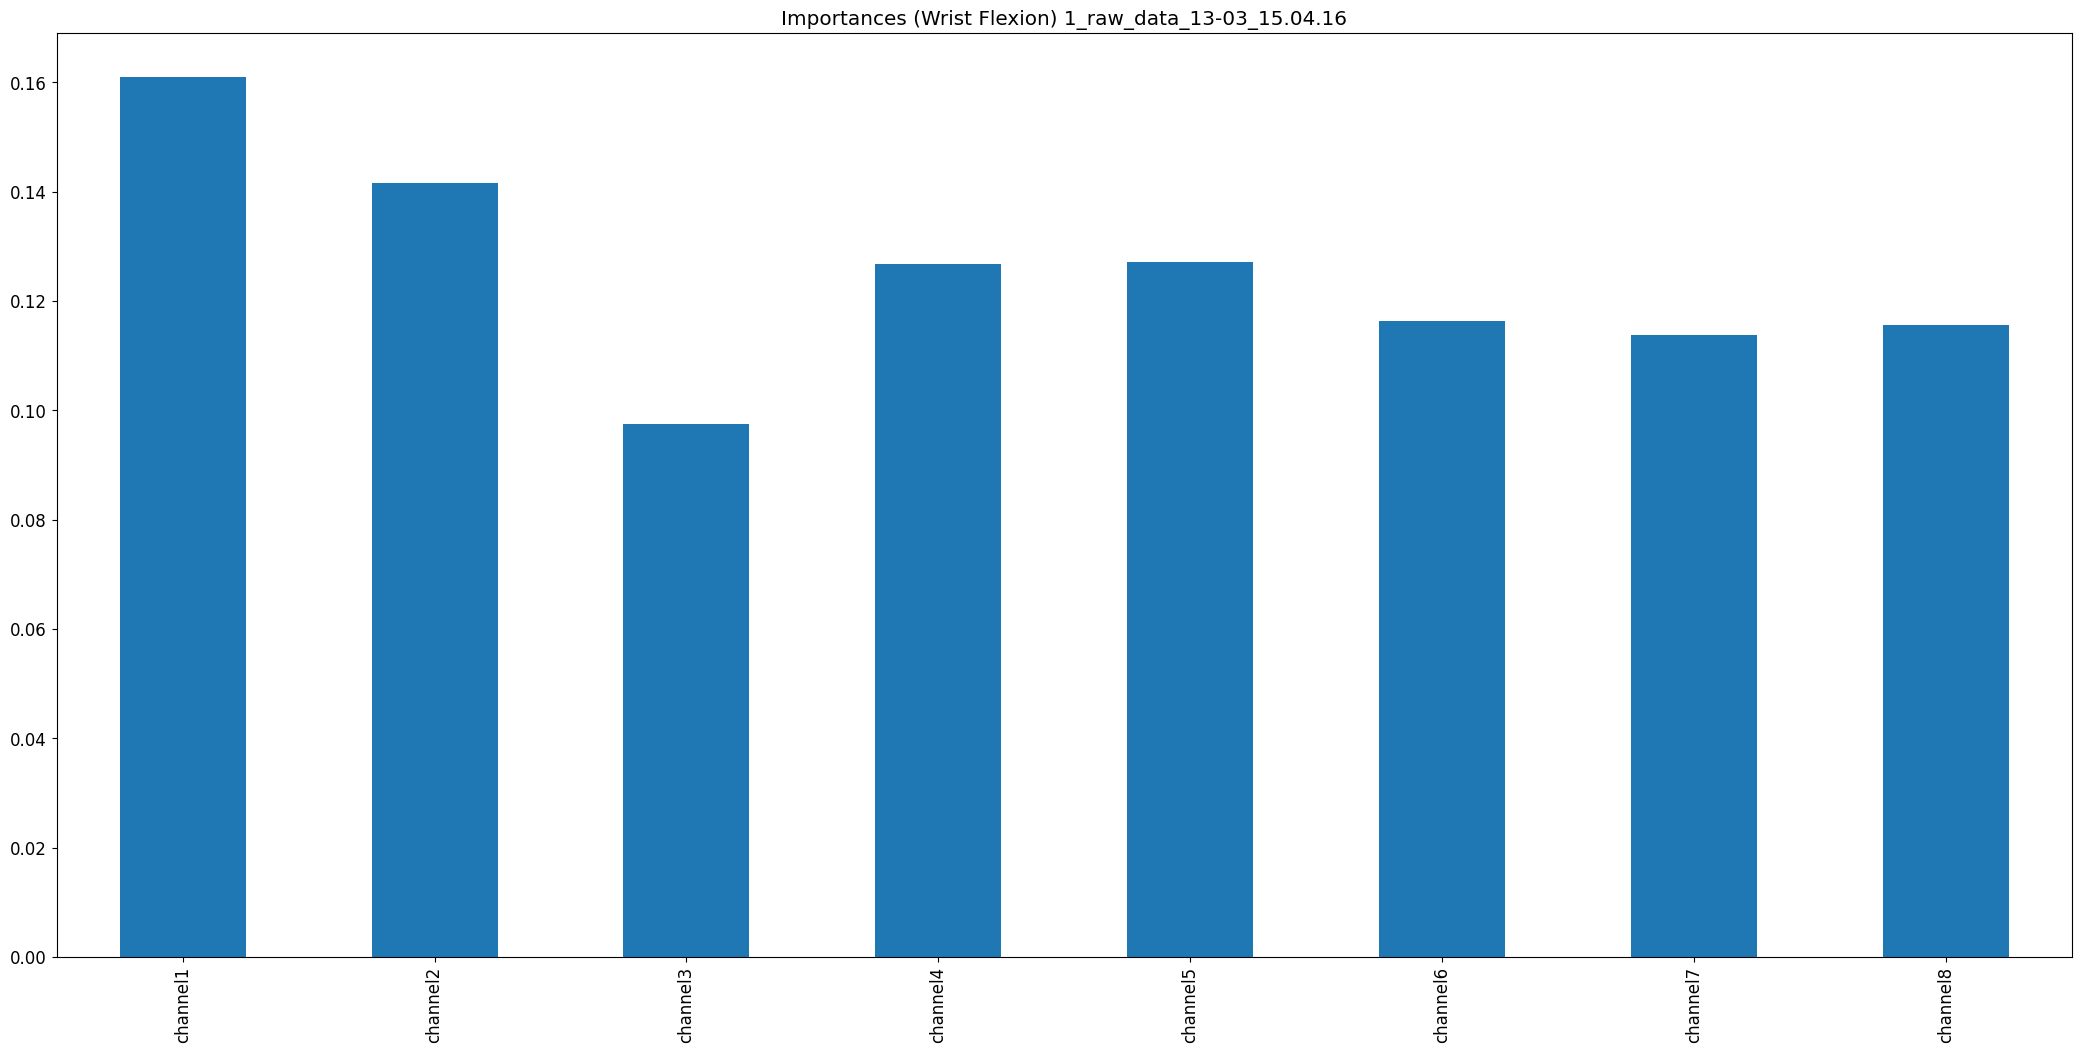 Importances (Wrist Flexion) 1_raw_data_13-03_15.04.16
0.16
0.14
0.12
0.10
0.08
0.06
0.04
0.02
0.00
channel1
channel2
channel3
channel4
channel5
channel6
channel7
channel8